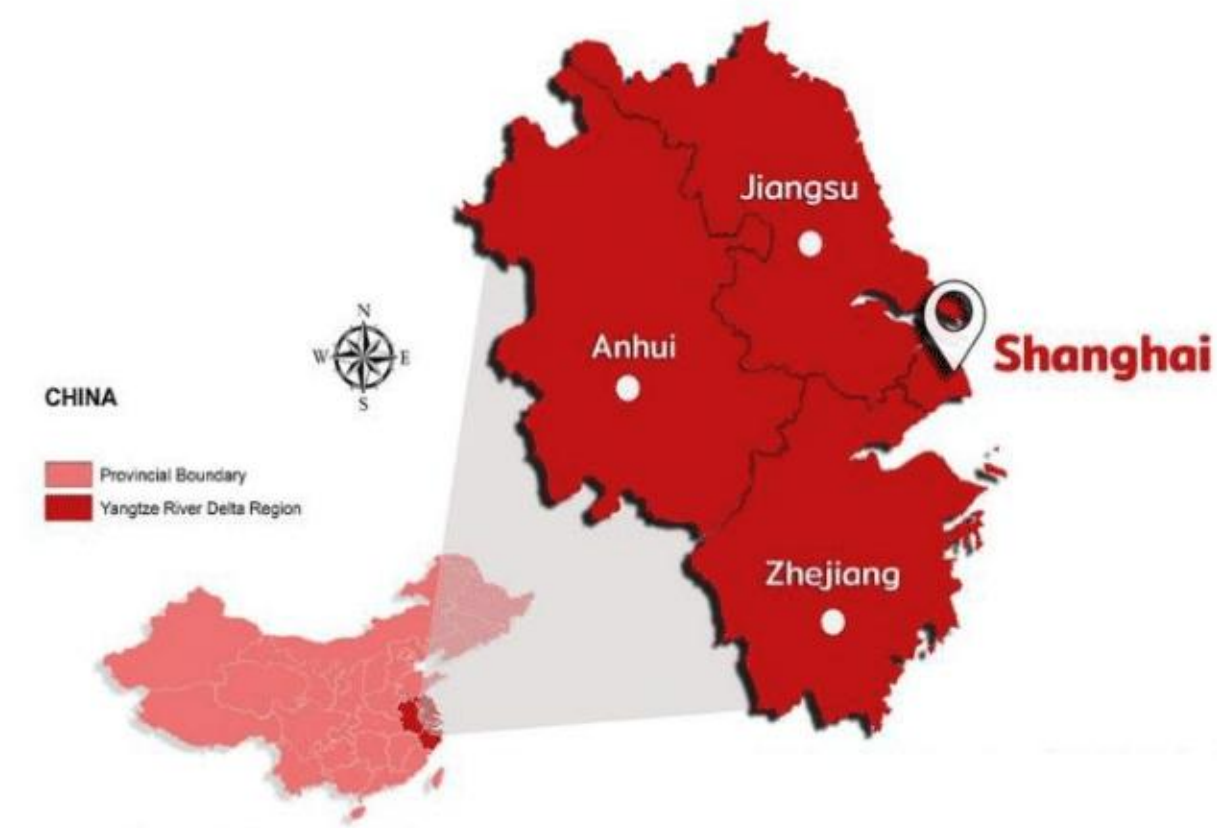 Jiangsu
Shanghai
Anhui
N
W E
S
CHINA
Provincial Boundary
Yangtze River Delta Region
Zhejiang